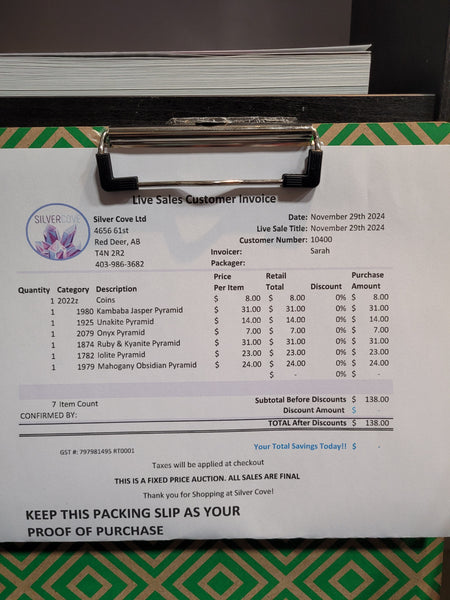 Live Sales Customer Invoice
SILVERCOVE
Silver Cove Ltd
4656 61st
Red Deer, AB
T4N 2R2
403-986-3682
Date: November 29th 2024
Live Sale Title: November 29th 2024
Customer Number: 10400
Invoicer: Sarah
Packager:
Quantity Category Description Price Per Item Retail Total Discount Purchase Amount
1 2022z Coins $ 8.00 $ 8.00 0% $ 8.00
1 1980 Kambaba Jasper Pyramid $ 31.00 $ 31.00 0% $ 31.00
1 1925 Unakite Pyramid $ 14.00 $ 14.00 0% $ 14.00
1 2079 Onyx Pyramid $ 7.00 $ 7.00 0% $ 7.00
1 1874 Ruby & Kyanite Pyramid $ 31.00 $ 31.00 0% $ 31.00
1 1782 Iolite Pyramid $ 23.00 $ 23.00 0% $ 23.00
1 1979 Mahogany Obsidian Pyramid $ 24.00 $ 24.00 0% $ 24.00
$ - 0% $ -
7 Item Count Subtotal Before Discounts $ 138.00
Discount Amount $ -
CONFIRMED BY: TOTAL After Discounts $ 138.00
GST #: 797981495 RT0001 Your Total Savings Today!! $ -
Taxes will be applied at checkout
THIS IS A FIXED PRICE AUCTION. ALL SALES ARE FINAL
Thank you for Shopping at Silver Cove!
KEEP THIS PACKING SLIP AS YOUR
PROOF OF PURCHASE